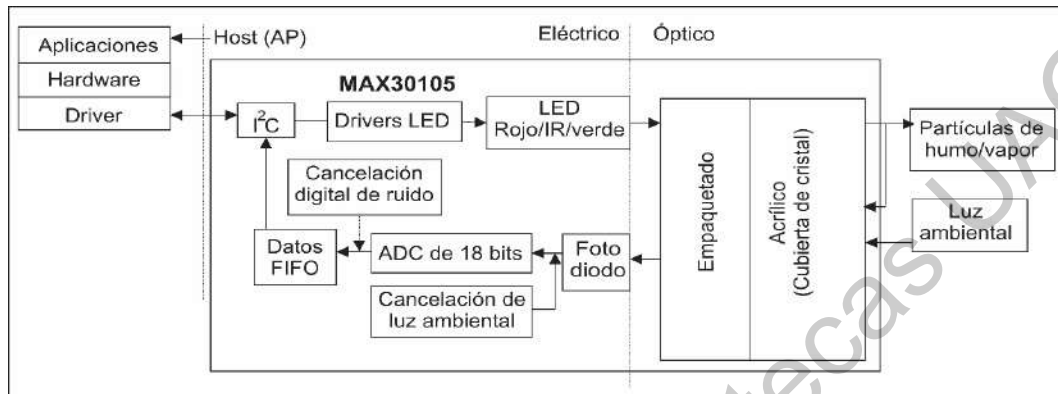 Aplicaciones
Hardware
Driver
Host (AP)
Eléctrico
Óptico
MAX30105
I²C
Drivers LED
LED
Rojo/IR/verde
Cancelación
digital de ruido
Datos
FIFO
ADC de 18 bits
Foto
diodo
Cancelación de
luz ambiental
Empaquetado
Acrílico
(Cubierta de cristal)
Partículas de
humo/vapor
Luz
ambiental